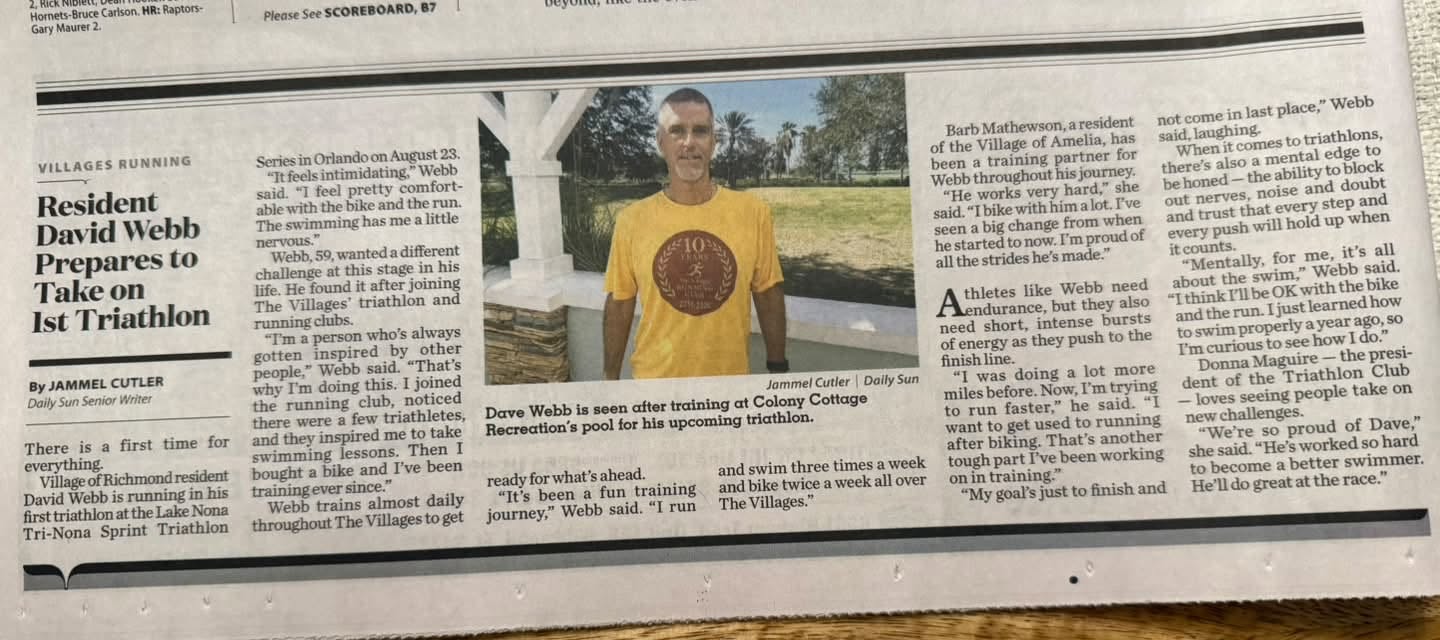 2, Rick Niblett, Dean
Hornets-Bruce Carlson. HR: Raptors-
Gary Maurer 2.
Please See SCOREBOARD, B7
VILLAGES RUNNING
Resident
David Webb
Prepares to
Take on
1st Triathlon
By JAMMEL CUTLER
Daily Sun Senior Writer
There is a first time for
everything.
Village of Richmond resident
David Webb is running in his
first triathlon at the Lake Nona
Tri-Nona Sprint Triathlon
Series in Orlando on August 23.
“It feels intimidating,” Webb
said. “I feel pretty comfort-
able with the bike and the run.
The swimming has me a little
nervous.”
Webb, 59, wanted a different
challenge at this stage in his
life. He found it after joining
The Villages’ triathlon and
running clubs.
“I’m a person who’s always
gotten inspired by other
people,” Webb said. “That’s
why I’m doing this. I joined
the running club, noticed
there were a few triathletes,
and they inspired me to take
swimming lessons. Then I
bought a bike and I’ve been
training ever since.”
Webb trains almost daily
throughout The Villages to get
10
YEARS
RUNNING
CLUB
Jammel Cutler | Daily Sun
Dave Webb is seen after training at Colony Cottage
Recreation’s pool for his upcoming triathlon.
ready for what’s ahead.
“It’s been a fun training
journey,” Webb said. “I run
and swim three times a week
and bike twice a week all over
The Villages.”
Barb Mathewson, a resident
of the Village of Amelia, has
been a training partner for
Webb throughout his journey.
“He works very hard,” she
said. “I bike with him a lot. I’ve
seen a big change from when
he started to now. I’m proud of
all the strides he’s made.”
Athletes like Webb need
endurance, but they also
need short, intense bursts
of energy as they push to the
finish line.
“I was doing a lot more
miles before. Now, I’m trying
to run faster,” he said. “I
want to get used to running
after biking. That’s another
tough part I’ve been working
on in training.”
“My goal’s just to finish and
not come in last place,” Webb
said, laughing.
When it comes to triathlons,
there’s also a mental edge to
be honed — the ability to block
out nerves, noise and doubt
and trust that every step and
every push will hold up when
it counts.
“Mentally, for me, it’s all
about the swim,” Webb said.
“I think I’ll be OK with the bike
and the run. I just learned how
to swim properly a year ago, so
I’m curious to see how I do.”
Donna Maguire — the presi-
dent of the Triathlon Club
— loves seeing people take on
new challenges.
“We’re so proud of Dave,”
she said. “He’s worked so hard
to become a better swimmer.
He’ll do great at the race.”